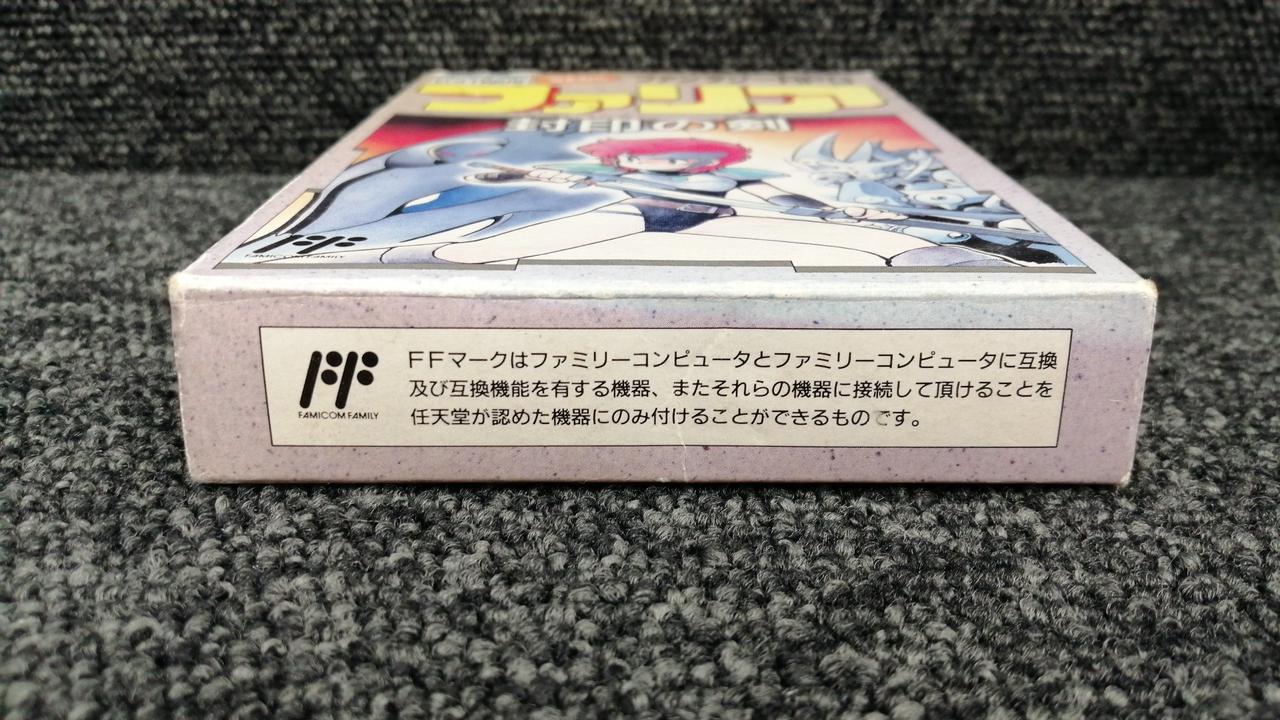 ファリア
封印の剣
FAMICOM FAMILY
FAMICOM FAMILY
FFマークはファミリーコンピュータとファミリーコンピュータに互換
及び互換機能を有する機器、またそれらの機器に接続して頂けることを
任天堂が認めた機器にのみ付けることができるものです。